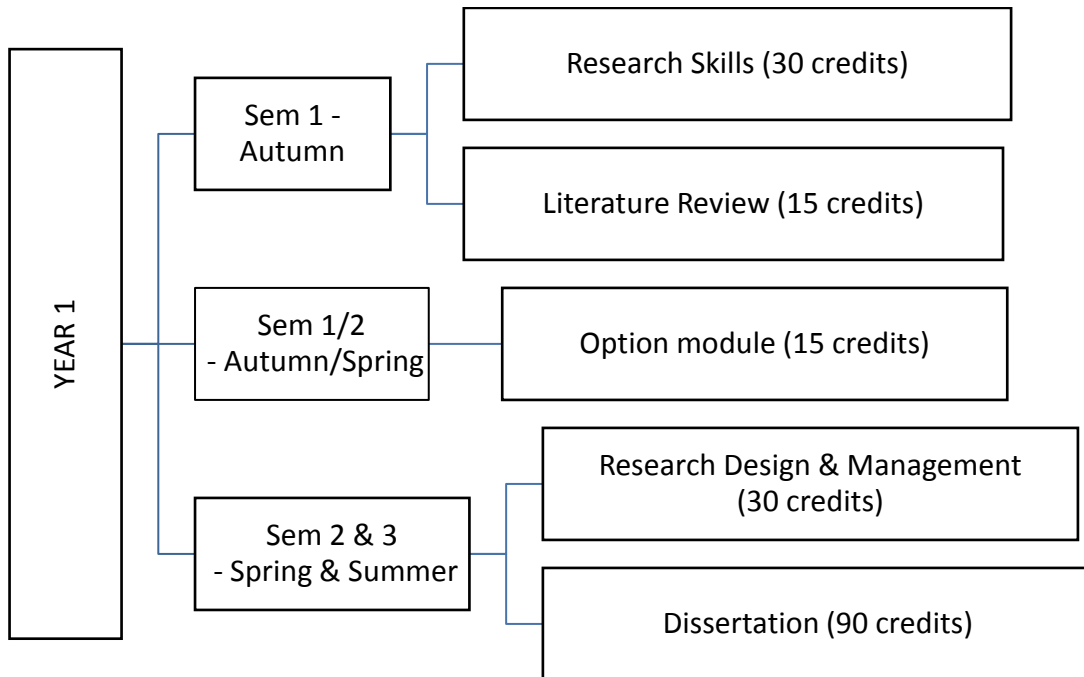 YEAR 1
Sem 1 -
Autumn
Research Skills (30 credits)
Literature Review (15 credits)
Sem 1/2
- Autumn/Spring
Option module (15 credits)
Sem 2 & 3
- Spring & Summer
Research Design & Management
(30 credits)
Dissertation (90 credits)